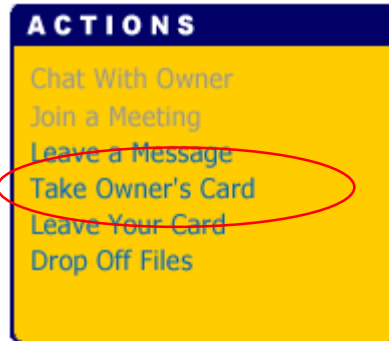 ACTIONS
Chat With Owner
Join a Meeting
Leave a Message
Take Owner's Card
Leave Your Card
Drop Off Files